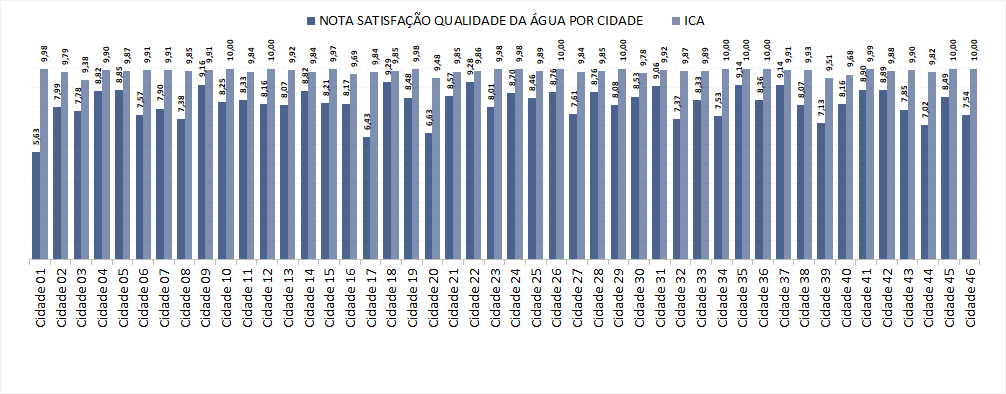 NOTA SATISFAÇÃO QUALIDADE DA ÁGUA POR CIDADE
ICA
5,63
9,98
7,99
9,79
7,78
9,38
8,82
9,90
8,85
9,87
7,57
9,91
7,90
9,91
7,38
9,85
9,16
9,91
8,25
10,00
8,33
9,84
8,16
10,00
8,07
9,92
8,82
9,84
8,21
9,97
8,17
9,69
6,43
9,84
9,29
9,85
8,48
9,98
6,63
9,48
8,57
9,85
9,28
9,86
8,01
9,98
8,70
9,98
8,46
9,89
8,76
10,00
7,61
9,84
8,76
9,85
8,08
10,00
8,53
9,78
9,06
9,92
7,37
9,87
8,33
9,89
7,53
10,00
9,14
10,00
8,36
10,00
9,14
9,91
8,07
9,93
7,13
9,51
8,16
9,68
8,90
9,99
8,89
9,88
7,85
9,90
7,02
9,82
8,49
10,00
7,54
10,00
Cidade 01
Cidade 02
Cidade 03
Cidade 04
Cidade 05
Cidade 06
Cidade 07
Cidade 08
Cidade 09
Cidade 10
Cidade 11
Cidade 12
Cidade 13
Cidade 14
Cidade 15
Cidade 16
Cidade 17
Cidade 18
Cidade 19
Cidade 20
Cidade 21
Cidade 22
Cidade 23
Cidade 24
Cidade 25
Cidade 26
Cidade 27
Cidade 28
Cidade 29
Cidade 30
Cidade 31
Cidade 32
Cidade 33
Cidade 34
Cidade 35
Cidade 36
Cidade 37
Cidade 38
Cidade 39
Cidade 40
Cidade 41
Cidade 42
Cidade 43
Cidade 44
Cidade 45
Cidade 46